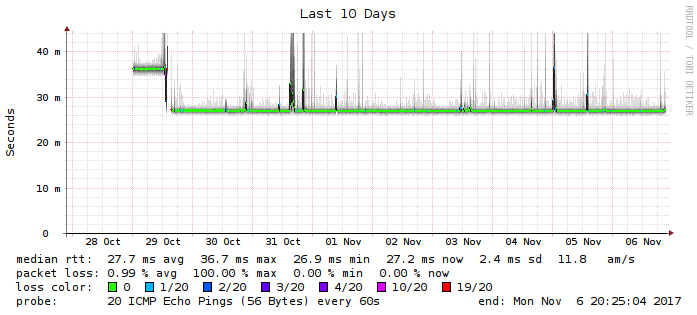 Last 10 Days
RRDTOOL / TOBI OETIKER
Seconds
40 m
30 m
20 m
10 m
0
28 Oct 29 Oct 30 Oct 31 Oct 01 Nov 02 Nov 03 Nov 04 Nov 05 Nov 06 Nov
median rtt: 27.7 ms avg 36.7 ms max 26.9 ms min 27.2 ms now 2.4 ms sd 11.8 am/s
packet loss: 0.99 % avg 100.00 % max 0.00 % min 0.00 % now
loss color: 0 1/20 2/20 3/20 4/20 10/20 19/20
probe: 20 ICMP Echo Pings (56 Bytes) every 60s end: Mon Nov 6 20:25:04 2017